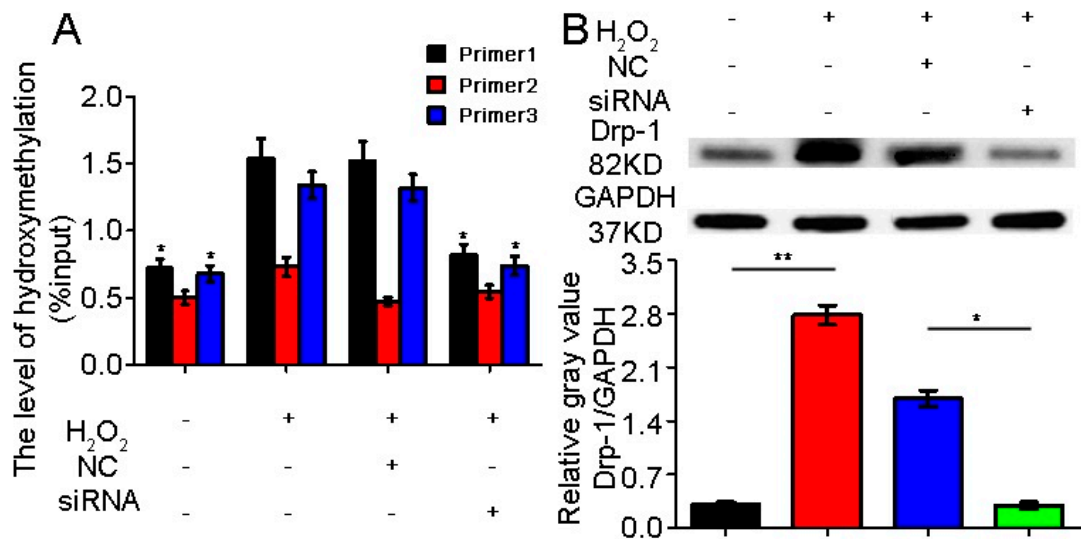 A
Primer1
Primer2
Primer3
The level of hydroxymethylation
(%input)
2.0
1.5
1.0
0.5
0.0
* * * *
H₂O₂ - + + +
NC - - + -
siRNA - - - +
B
H₂O₂ - + + +
NC - - + -
siRNA - - - +
Drp-1
82KD
GAPDH
37KD
Relative gray value
Drp-1/GAPDH
3.5
2.8
2.1
1.4
0.7
0.0
**
*